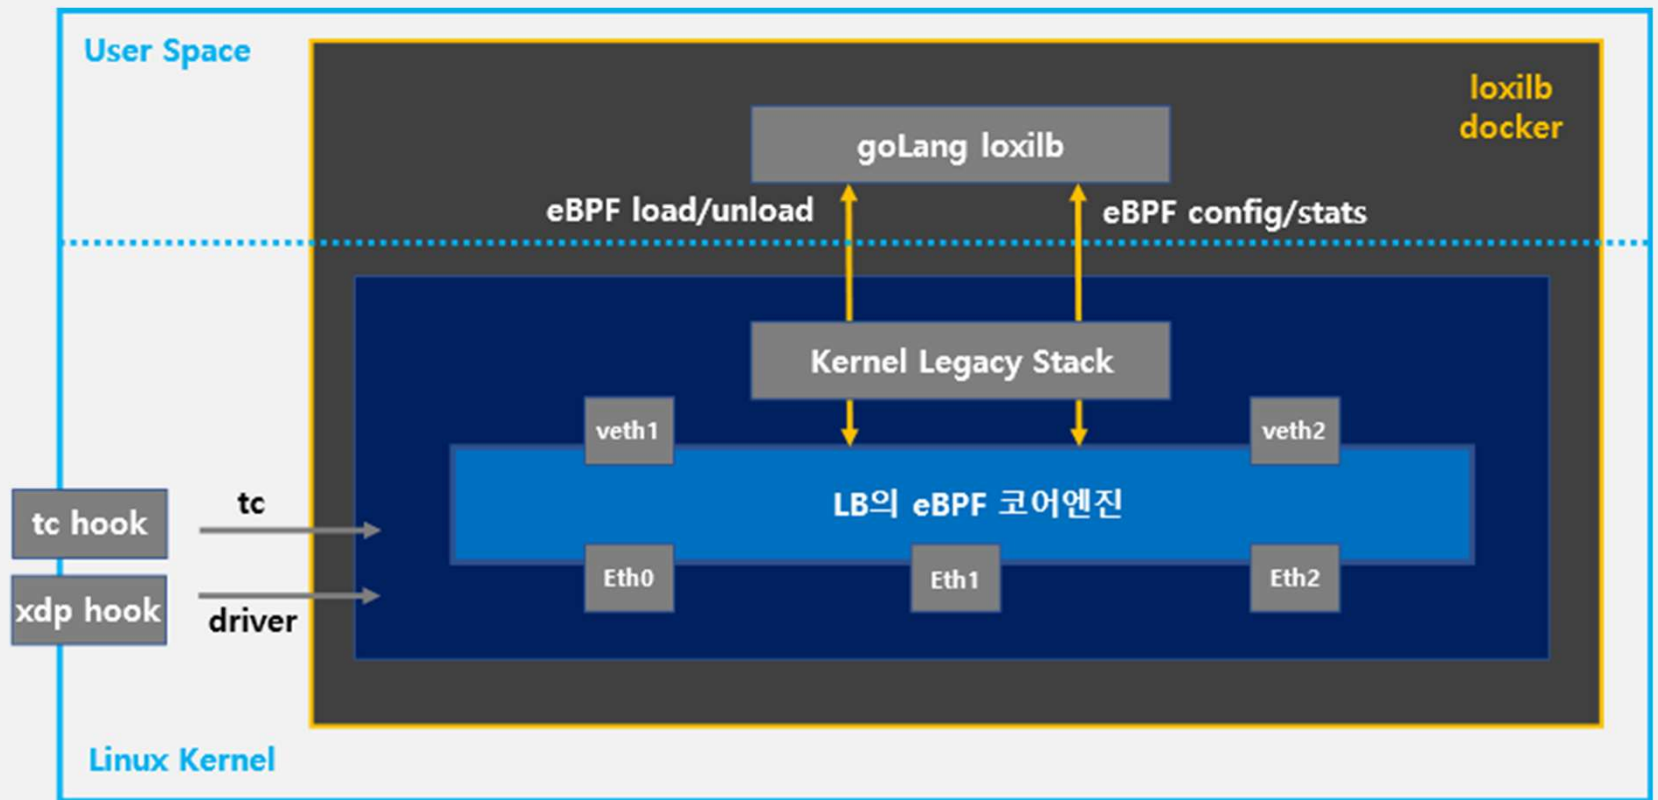 User Space
loxilb
docker
goLang loxilb
eBPF load/unload
eBPF config/stats
Kernel Legacy Stack
veth1
veth2
LB의 eBPF 코어엔진
tc hook
tc
Eth0
Eth1
Eth2
xdp hook
driver
Linux Kernel